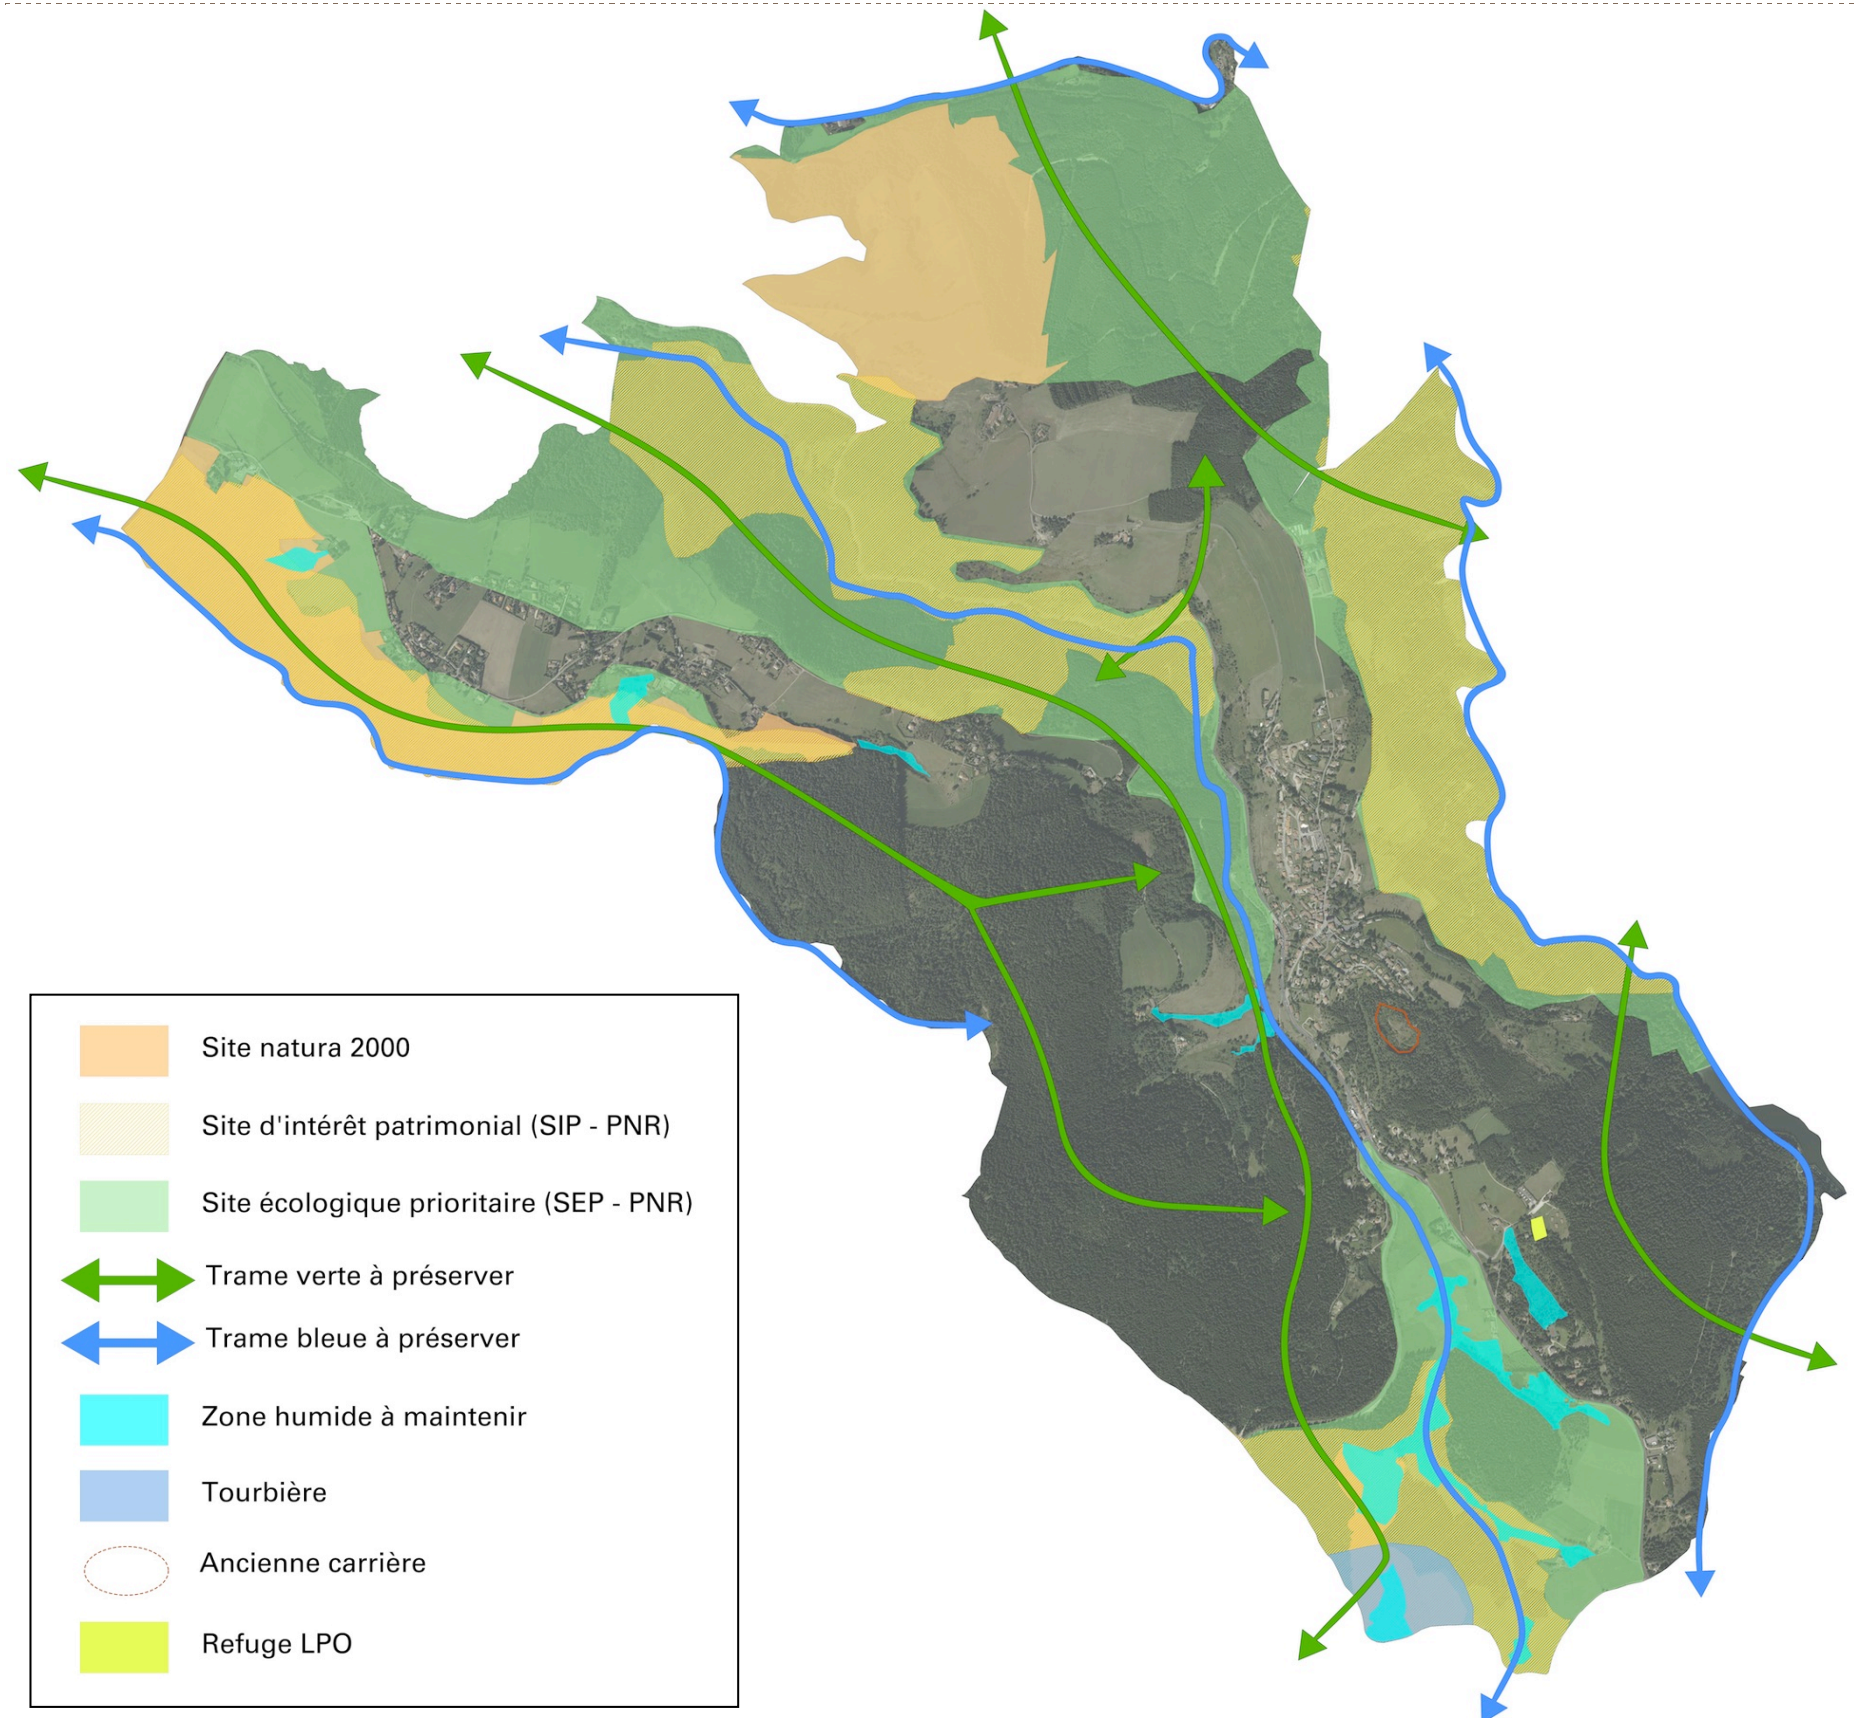 Site natura 2000
Site d'intérêt patrimonial (SIP - PNR)
Site écologique prioritaire (SEP - PNR)
Trame verte à préserver
Trame bleue à préserver
Zone humide à maintenir
Tourbière
Ancienne carrière
Refuge LPO